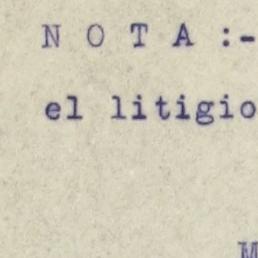 N O T A :-
el litigio
M